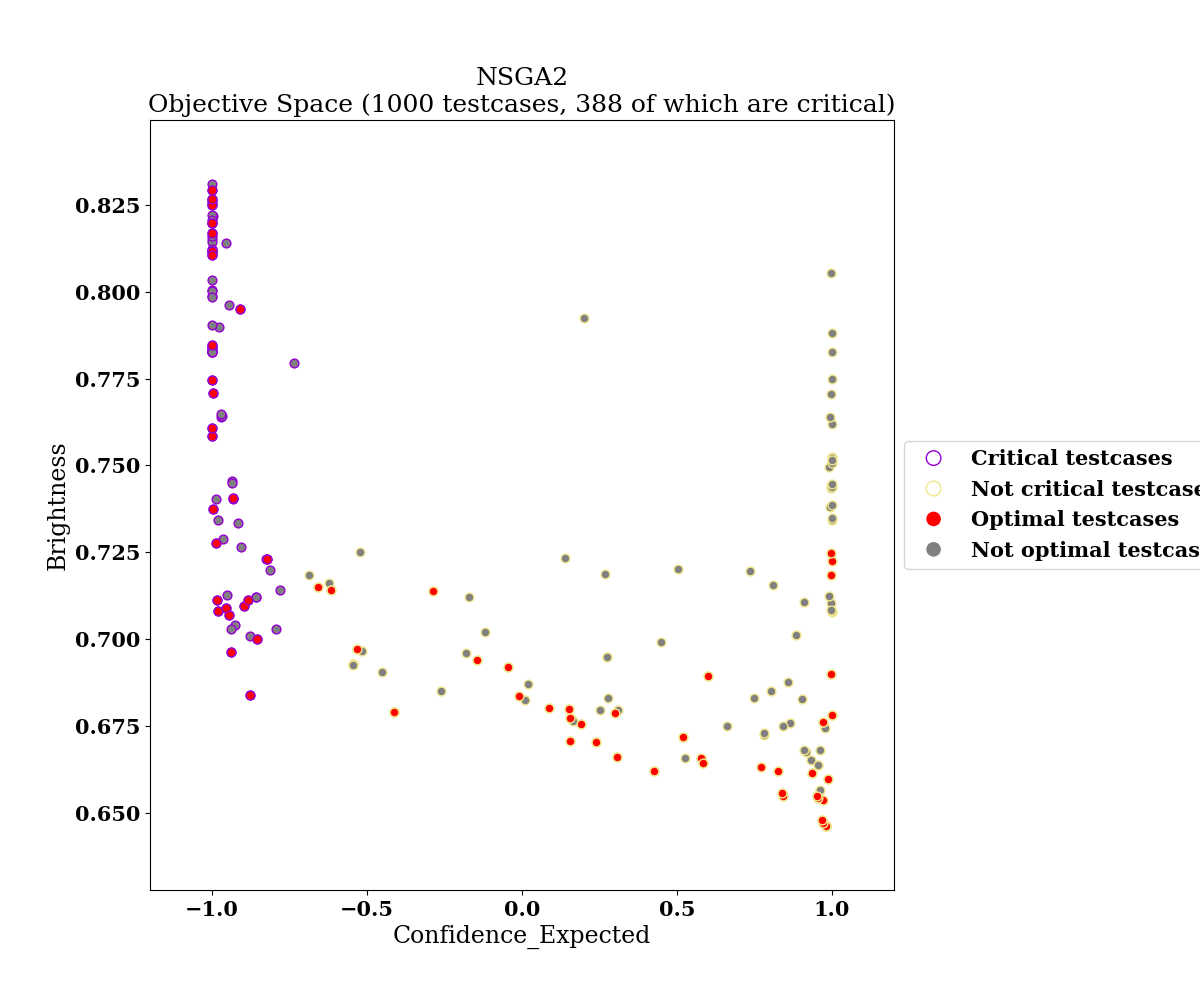 NSGA2
Objective Space (1000 testcases, 388 of which are critical)
0.825
0.800
0.775
0.750
0.725
0.700
0.675
0.650
Brightness
−1.0
−0.5
0.0
0.5
1.0
Confidence_Expected
Critical testcases
Not critical testcase
Optimal testcases
Not optimal testcas